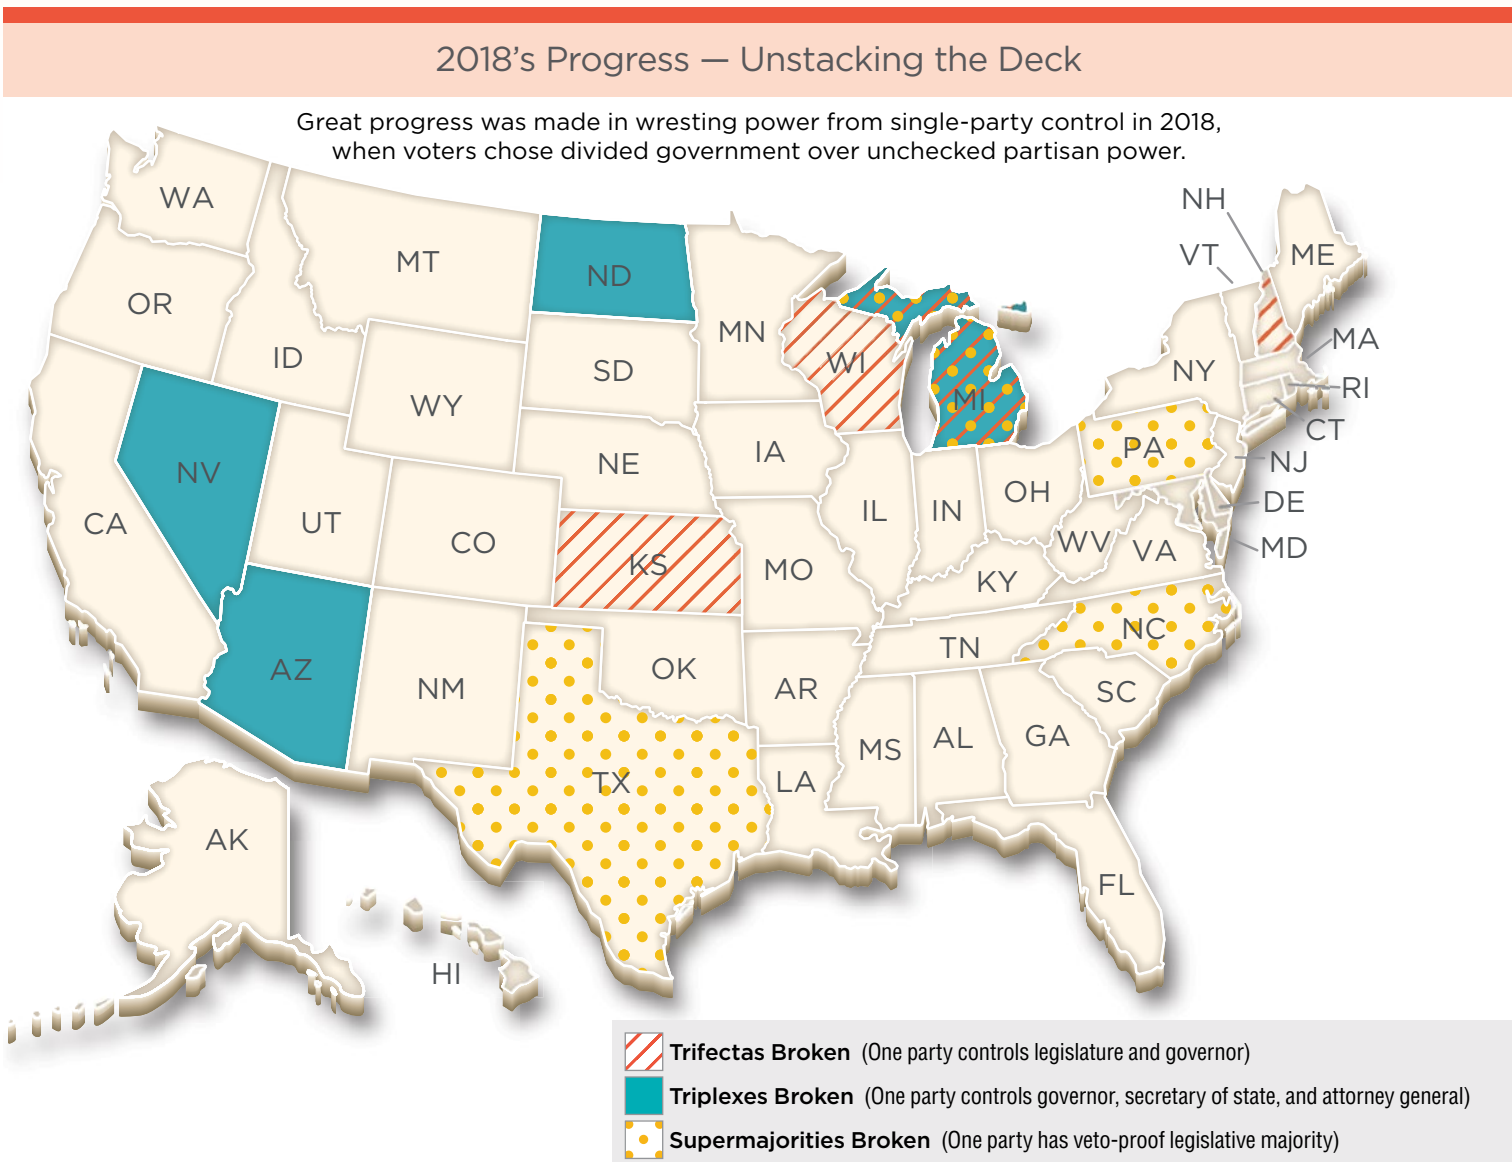 2018’s Progress — Unstacking the Deck
Great progress was made in wresting power from single-party control in 2018,
when voters chose divided government over unchecked partisan power.
WA
OR
MT
ID
WY
ND
SD
MN
WI
MI
NH
VT
ME
MA
NY
RI
CT
NJ
DE
MD
PA
NV
CA
UT
CO
NE
IA
KS
MO
IL
IN
OH
WV
VA
KY
NC
TN
SC
AZ
NM
OK
AR
TX
LA
MS
AL
GA
FL
AK
HI
Trifectas Broken (One party controls legislature and governor)
Triplexes Broken (One party controls governor, secretary of state, and attorney general)
Supermajorities Broken (One party has veto-proof legislative majority)